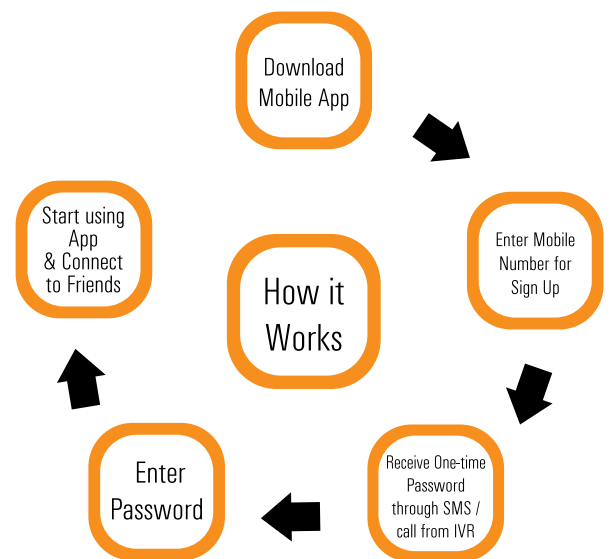 Download
Mobile App
Enter Mobile
Number for
Sign Up
Receive One-time
Password
through SMS /
call from IVR
Enter
Password
Start using
App
& Connect
to Friends
How it
Works